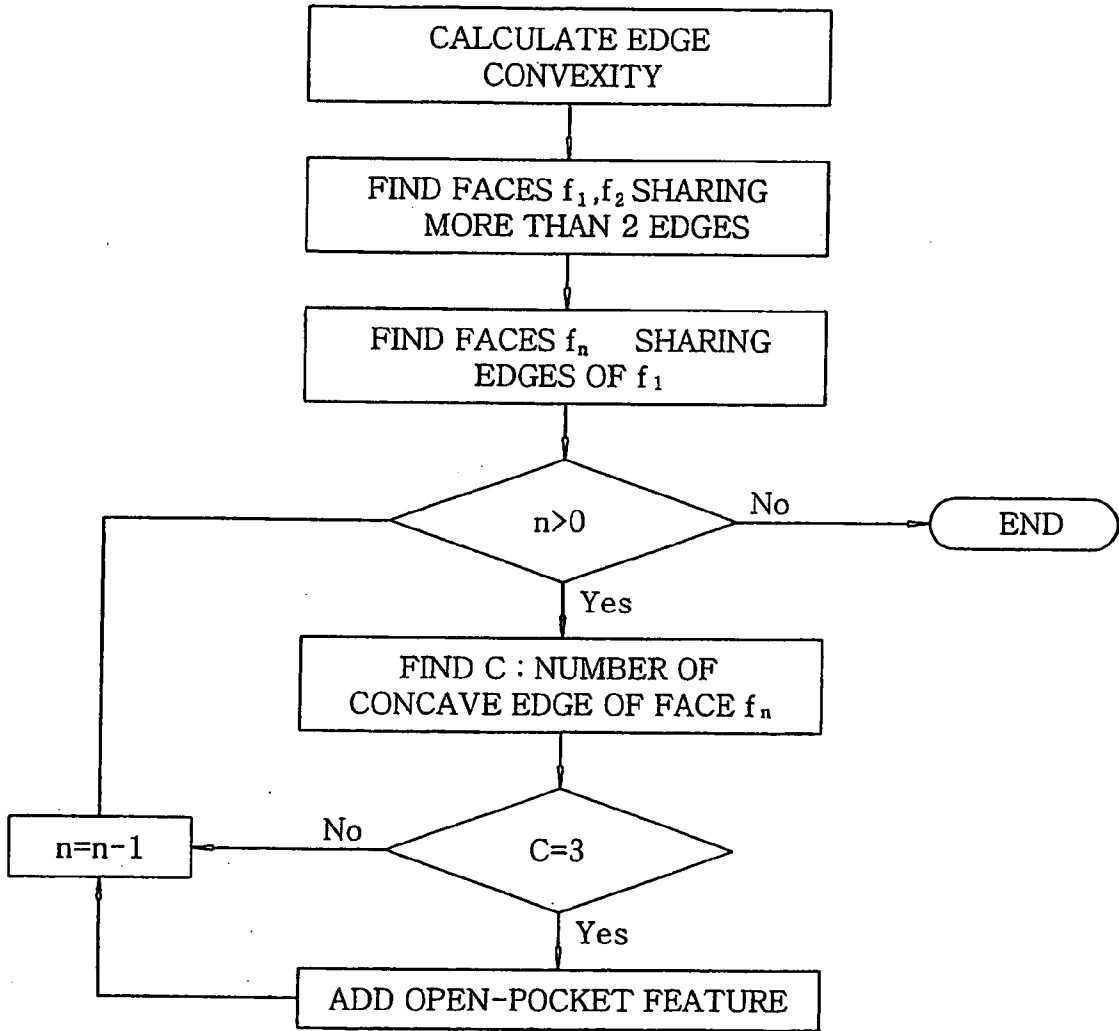 CALCULATE EDGE
CONVEXITY
FIND FACES f₁,f₂ SHARING
MORE THAN 2 EDGES
FIND FACES fₙ SHARING
EDGES OF f₁
n>0
No
END
Yes
FIND C : NUMBER OF
CONCAVE EDGE OF FACE fₙ
C=3
No
n=n-1
Yes
ADD OPEN-POCKET FEATURE